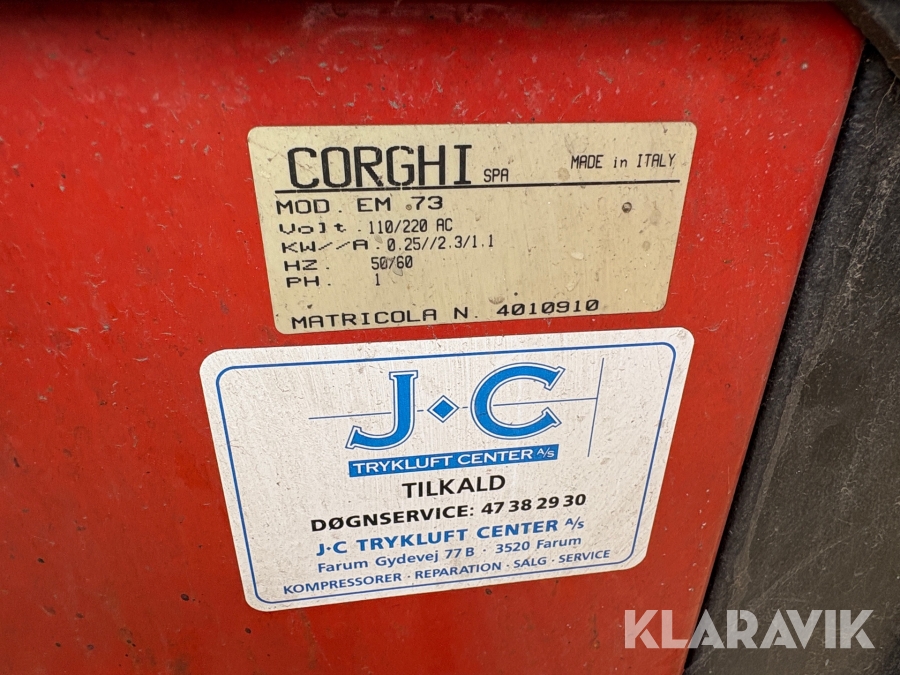 CORGHI SPA MADE in ITALY
MOD. EM 73
Volt. 110/220 AC
KW//A. 0.25//2.3/1.1
HZ. 50/60
PH. 1
MATRICOLA N. 4010910
J·C
TRYKLUFT CENTER A/S
TILKALD
DØGNSERVICE: 47 38 29 30
J·C TRYKLUFT CENTER A/S
Farum Gydevej 77 B · 3520 Farum
KOMPRESSORER · REPARATION · SALG · SERVICE
KLARAVIK